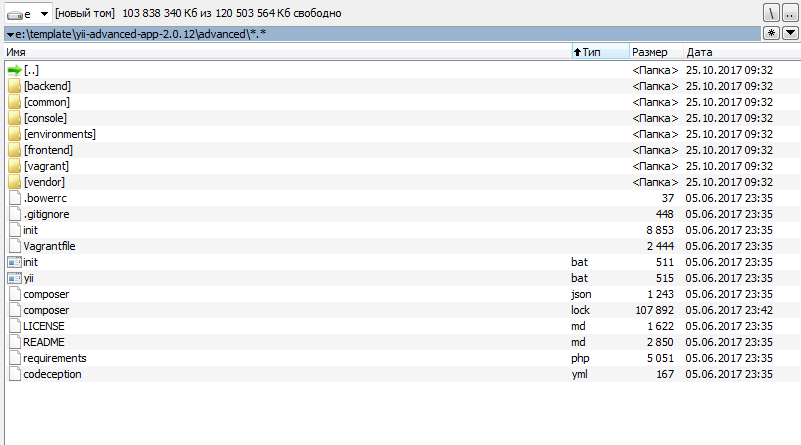 e [новый том] 103 838 340 Кб из 120 503 564 Кб свободно \ ..
e:\template\yii-advanced-app-2.0.12\advanced\*.* *
Имя Тип Размер Дата
[..] <Папка> 25.10.2017 09:32
[backend] <Папка> 25.10.2017 09:32
[common] <Папка> 25.10.2017 09:32
[console] <Папка> 25.10.2017 09:32
[environments] <Папка> 25.10.2017 09:32
[frontend] <Папка> 25.10.2017 09:32
[vagrant] <Папка> 25.10.2017 09:32
[vendor] <Папка> 25.10.2017 09:32
.bowerrc 37 05.06.2017 23:35
.gitignore 448 05.06.2017 23:35
init 8 853 05.06.2017 23:35
Vagrantfile 2 444 05.06.2017 23:35
init bat 511 05.06.2017 23:35
yii bat 515 05.06.2017 23:35
composer json 1 243 05.06.2017 23:35
composer lock 107 892 05.06.2017 23:42
LICENSE md 1 622 05.06.2017 23:35
README md 2 850 05.06.2017 23:35
requirements php 5 051 05.06.2017 23:35
codeception yml 167 05.06.2017 23:35